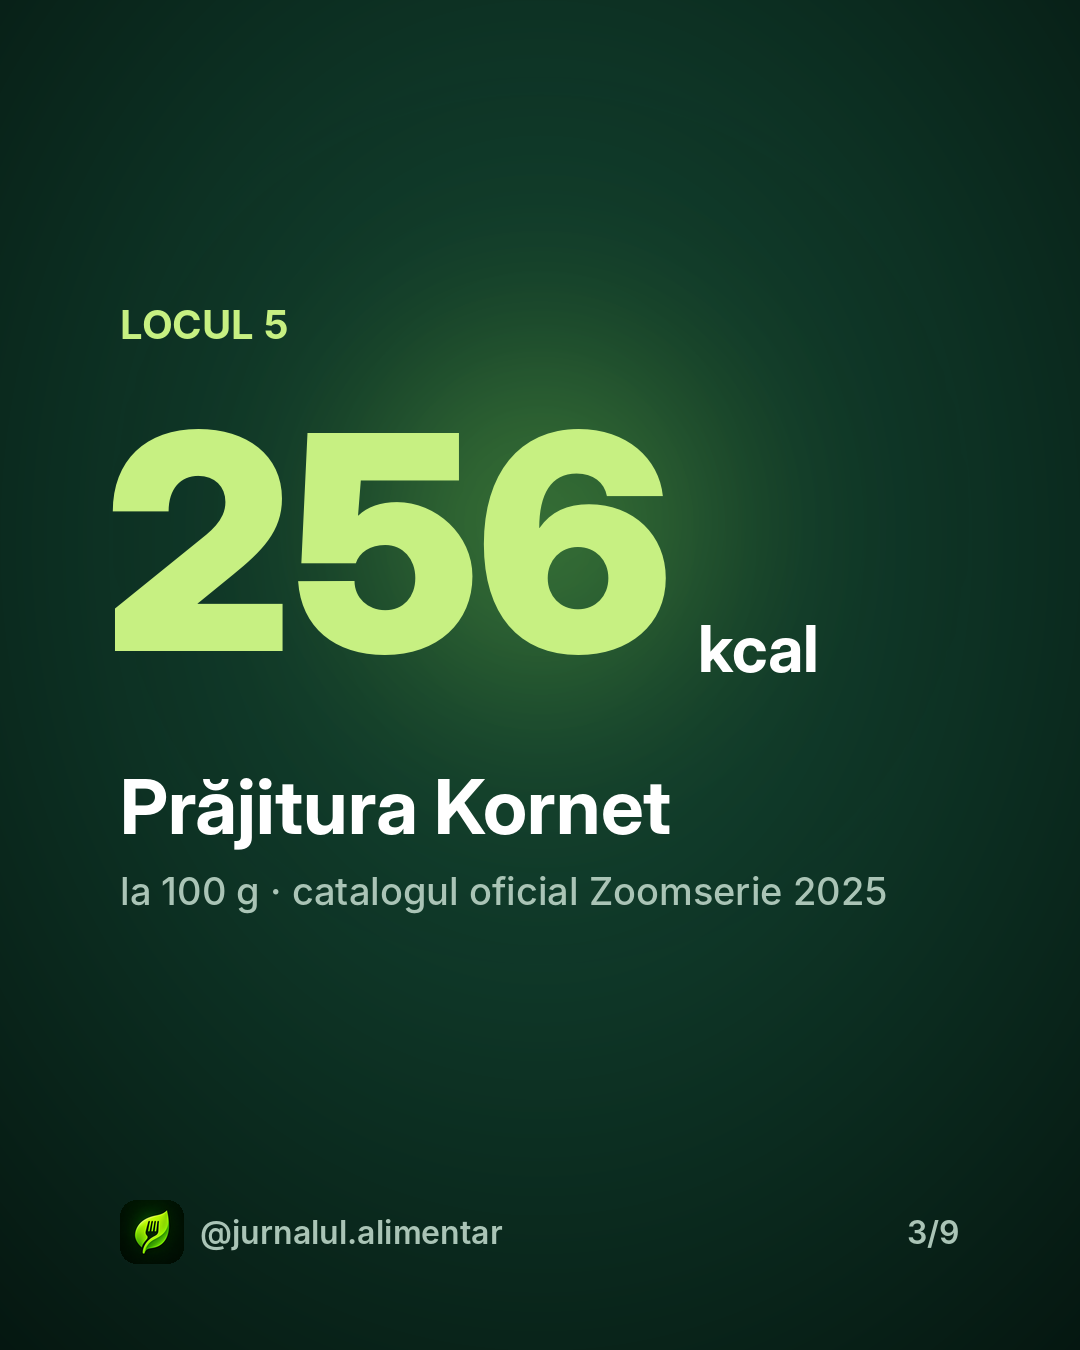 LOCUL 5
256 kcal
Prăjitura Kornet
la 100 g · catalogul oficial Zoomserie 2025
@jurnalul.alimentar
3/9